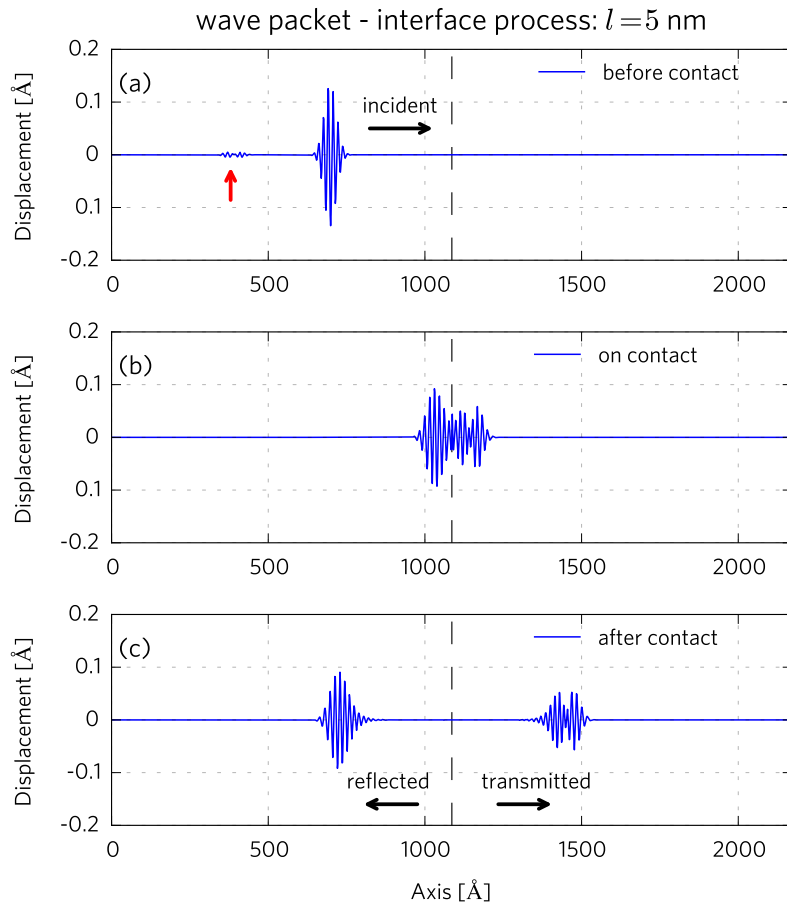 wave packet - interface process: l = 5 nm
0.2
(a)
before contact
0.1
incident
Displacement [Å]
0
0.1
-0.2
0 500 1000 1500 2000
0.2
(b)
on contact
0.1
Displacement [Å]
0
0.1
-0.2
0 500 1000 1500 2000
0.2
(c)
after contact
0.1
Displacement [Å]
0
-0.1
reflected transmitted
-0.2
0 500 1000 1500 2000
Axis [Å]